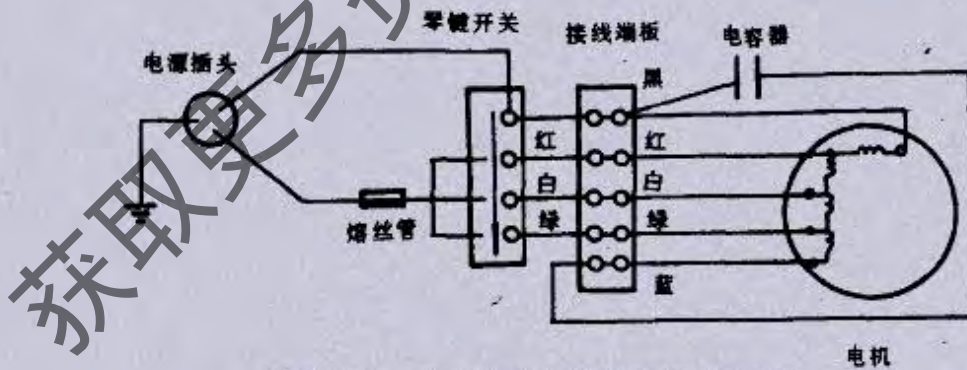 琴键开关
接线端板
电容器
电源插头
黑
红
红
白
白
熔丝管
绿
绿
蓝
电机
获取更多